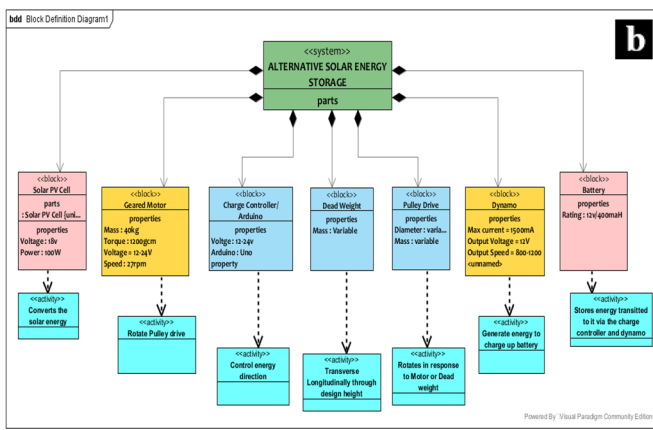 bdd Block Definition Diagram1
b
<<system>>
ALTERNATIVE SOLAR ENERGY
STORAGE
parts
<<block>>
Solar PV Cell
parts
: Solar PV Cell {uni...
properties
Voltage : 18v
Power : 100W
<<block>>
Geared Motor
properties
Mass : 40kg
Torque : 1200gcm
Voltage = 12-24V
Speed : 27rpm
<<block>>
Charge Controller/
Arduino
properties
Voltge : 12-24v
Arduino : Uno
property
<<block>>
Dead Weight
properties
Mass : Variable
<<block>>
Pulley Drive
properties
Diameter : varia...
Mass : variable
<<block>>
Dynamo
properties
Max current = 1500mA
Output Voltage = 12V
Output Speed = 800-1200
<unnamed>
<<block>>
Battery
properties
Rating : 12v/400maH
<<activity>>
Converts the
solar energy
<<activity>>
Rotate Pulley drive
<<activity>>
Control energy
direction
<<activity>>
Transverse
Longitudinally through
design height
<<activity>>
Rotates in response
to Motor or Dead
weight
<<activity>>
Generate energy to
charge up battery
<<activity>>
Stores energy transitted
to it via the charge
controller and dynamo
Powered By Visual Paradigm Community Edition